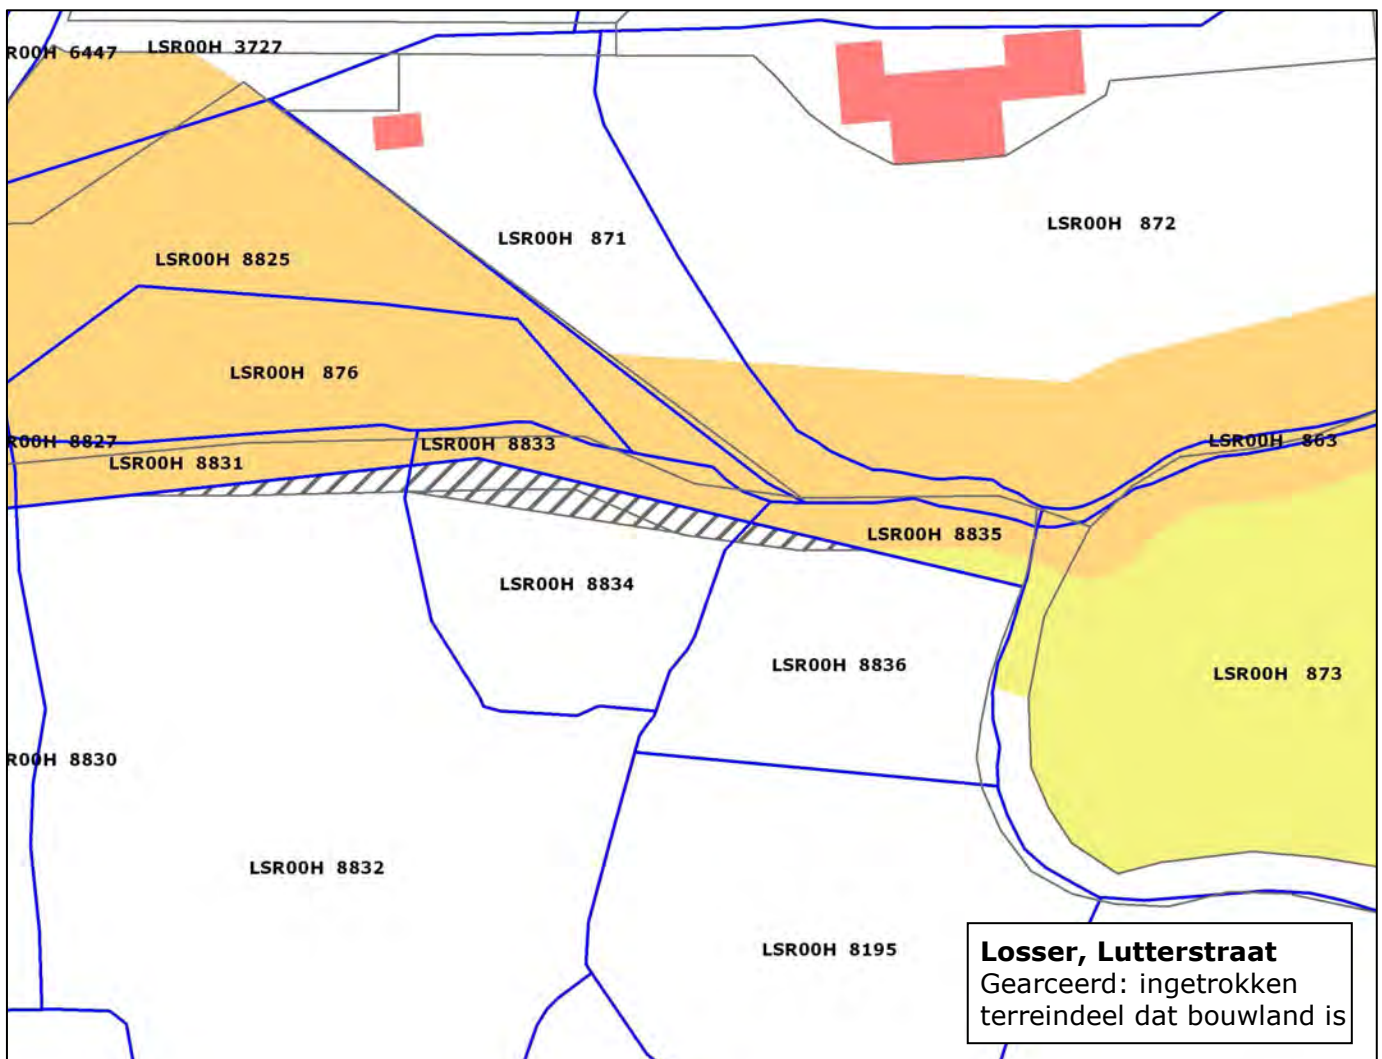 R00H 6447
LSR00H 3727
LSR00H 871
LSR00H 872
LSR00H 8825
LSR00H 876
R00H 8827
LSR00H 8831
LSR00H 8833
LSR00H 863
LSR00H 8835
LSR00H 8834
LSR00H 8836
LSR00H 873
R00H 8830
LSR00H 8832
LSR00H 8195
Losser, Lutterstraat
Gearceerd: ingetrokken
terreindeel dat bouwland is